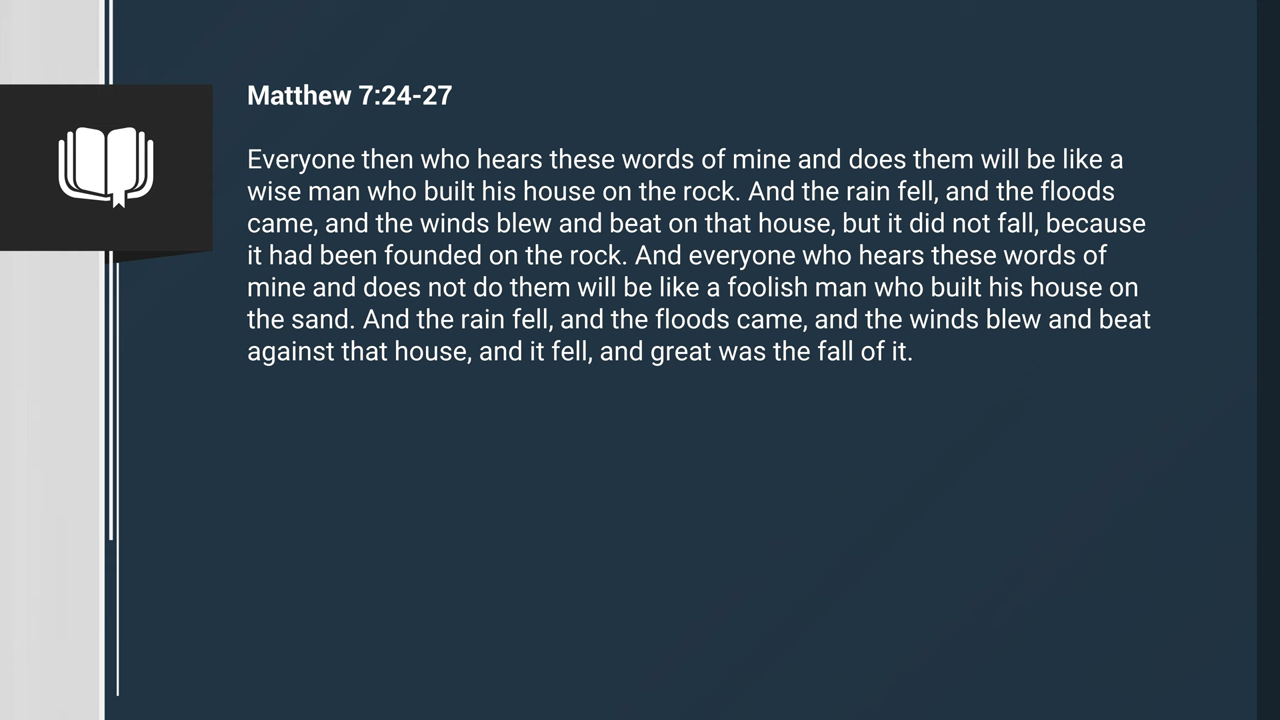 Matthew 7:24-27
Everyone then who hears these words of mine and does them will be like a
wise man who built his house on the rock. And the rain fell, and the floods
came, and the winds blew and beat on that house, but it did not fall, because
it had been founded on the rock. And everyone who hears these words of
mine and does not do them will be like a foolish man who built his house on
the sand. And the rain fell, and the floods came, and the winds blew and beat
against that house, and it fell, and great was the fall of it.